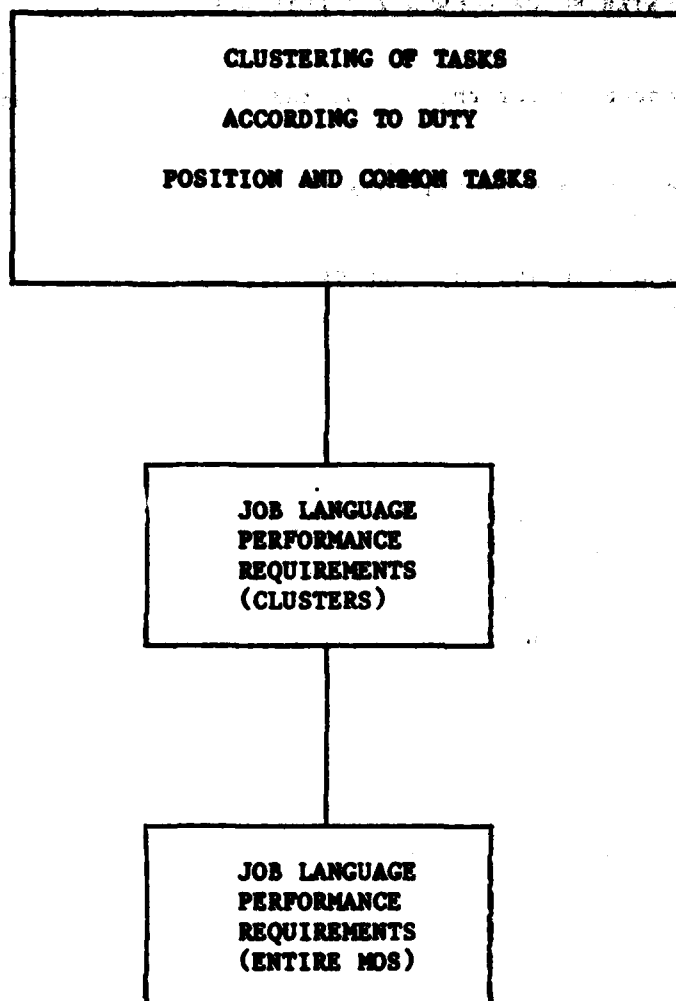 CLUSTERING OF TASKS
ACCORDING TO DUTY
POSITION AND COMMON TASKS
JOB LANGUAGE
PERFORMANCE
REQUIREMENTS
(CLUSTERS)
JOB LANGUAGE
PERFORMANCE
REQUIREMENTS
(ENTIRE MOS)